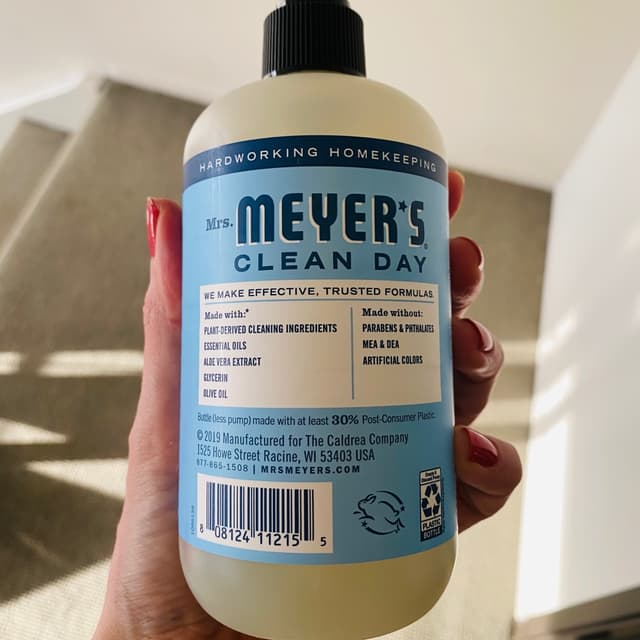 HARDWORKING HOMEKEEPING
Mrs. MEYER'S®
CLEAN DAY
WE MAKE EFFECTIVE, TRUSTED FORMULAS.
Made with:*
PLANT-DERIVED CLEANING INGREDIENTS
ESSENTIAL OILS
ALOE VERA EXTRACT
GLYCERIN
OLIVE OIL
Made without:
PARABENS & PHTHALATES
MEA & DEA
ARTIFICIAL COLORS
Bottle (less pump) made with at least 30% Post-Consumer Plastic.
© 2019 Manufactured for The Caldrea Company
1525 Howe Street Racine, WI 53403 USA
877-865-1508 | MRSMEYERS.COM
8 08124 11215 5
PLASTIC
BOTTLE